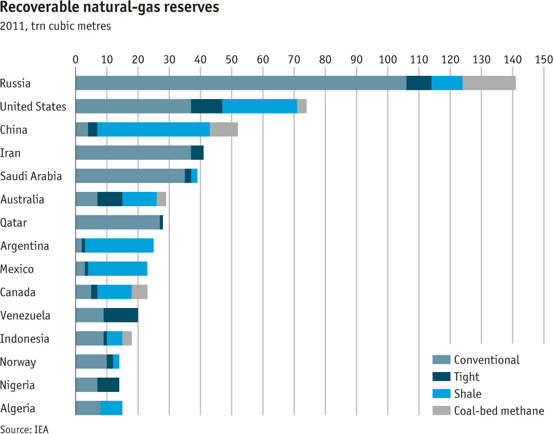 Recoverable natural-gas reserves
2011, trn cubic metres
0 10 20 30 40 50 60 70 80 90 100 110 120 130 140 150
Russia
United States
China
Iran
Saudi Arabia
Australia
Qatar
Argentina
Mexico
Canada
Venezuela
Indonesia
Norway
Nigeria
Algeria
Conventional
Tight
Shale
Coal-bed methane
Source: IEA